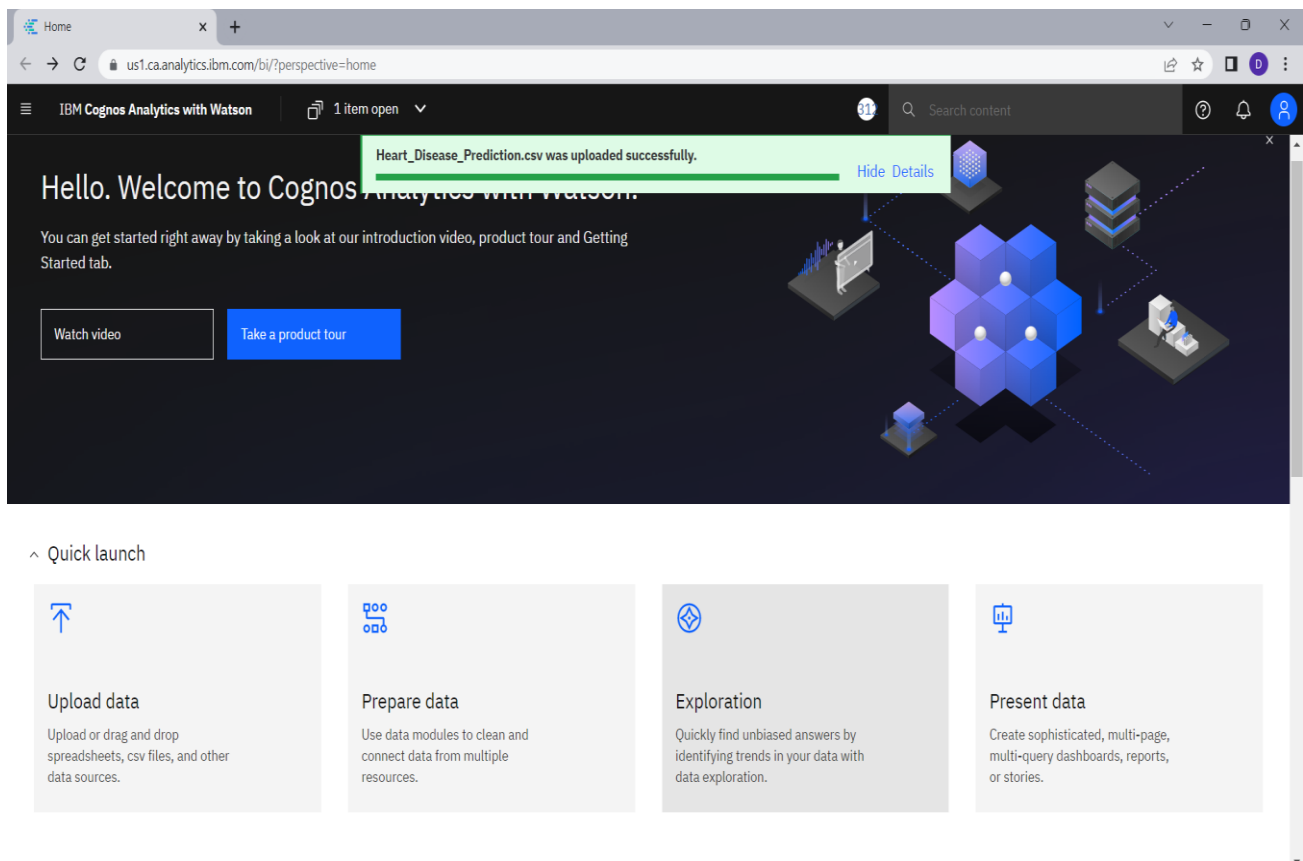 Home
us1.ca.analytics.ibm.com/bi/?perspective=home
D
IBM Cognos Analytics with Watson
1 item open
Search content
Heart_Disease_Prediction.csv was uploaded successfully.
Hide Details
Hello. Welcome to Cognos Analytics with Watson.
You can get started right away by taking a look at our introduction video, product tour and Getting
Started tab.
Watch video
Take a product tour
Quick launch
Upload data
Upload or drag and drop
spreadsheets, csv files, and other
data sources.
Prepare data
Use data modules to clean and
connect data from multiple
resources.
Exploration
Quickly find unbiased answers by
identifying trends in your data with
data exploration.
Present data
Create sophisticated, multi-page,
multi-query dashboards, reports,
or stories.